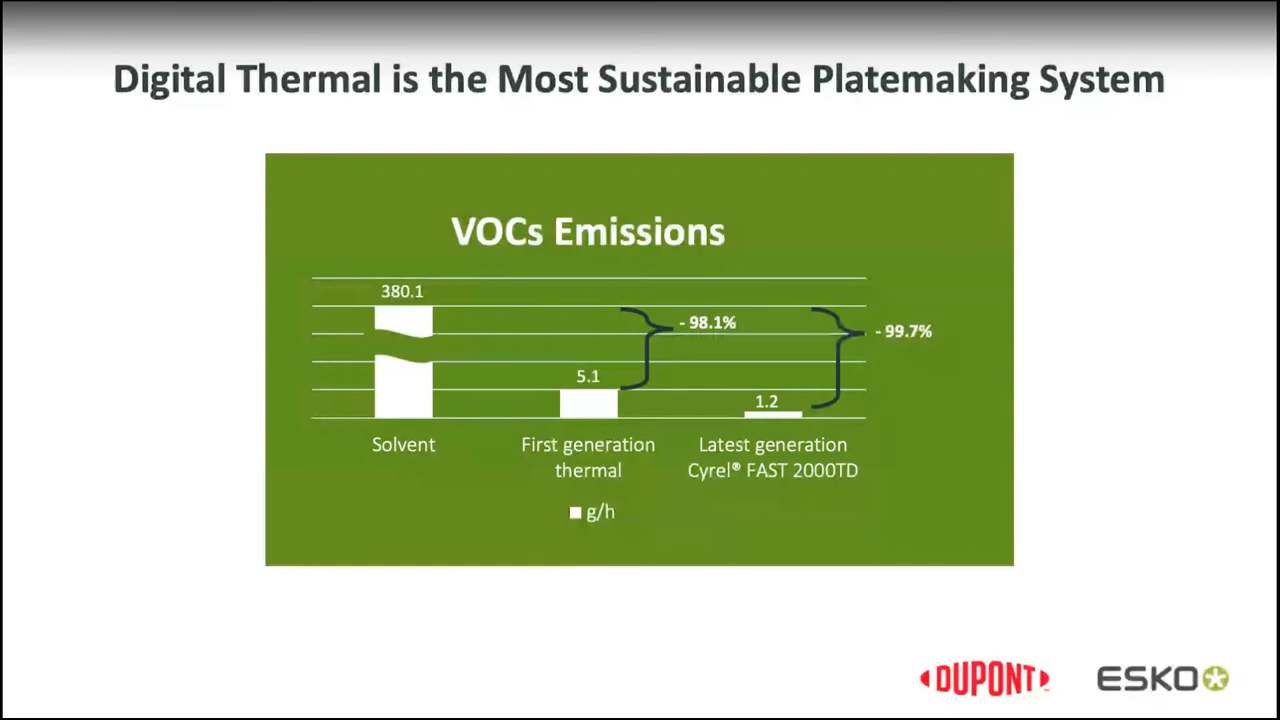 Digital Thermal is the Most Sustainable Platemaking System
VOCs Emissions
380.1
- 98.1%
- 99.7%
5.1
1.2
Solvent
First generation
thermal
Latest generation
Cyrel® FAST 2000TD
g/h
DUPONT™
ESKO